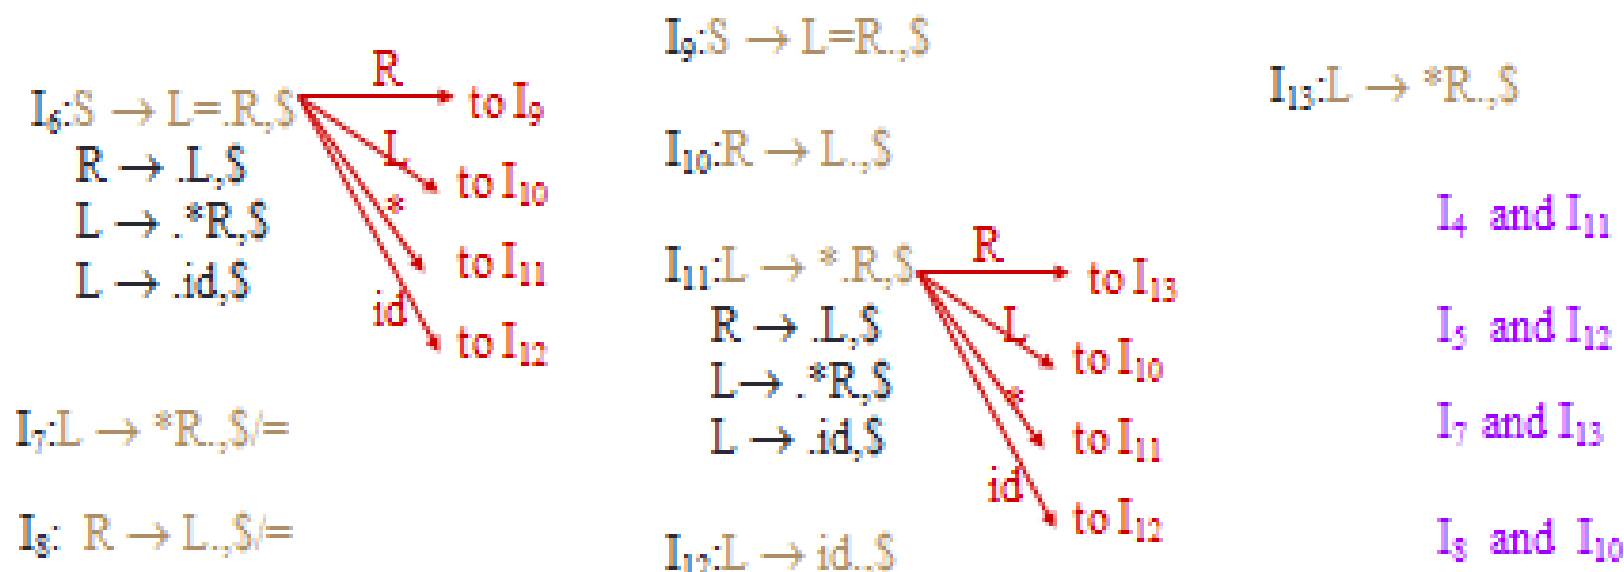 I₆:S → L=.R,$
R → .L,$
L → .*R,$
L → .id,$
R
to I₉
L
to I₁₀
*
to I₁₁
id
to I₁₂
I₇:L → *R.,$/=
I₈: R → L.,$/=
I₉:S → L=R.,$
I₁₀:R → L.,$
I₁₁:L → *.R,$
R → .L,$
L→ .*R,$
L → .id,$
R
to I₁₃
L
to I₁₀
*
to I₁₁
id
to I₁₂
I₁₂:L → id.,$
I₁₃:L → *R.,$
I₄ and I₁₁
I₅ and I₁₂
I₇ and I₁₃
I₈ and I₁₀